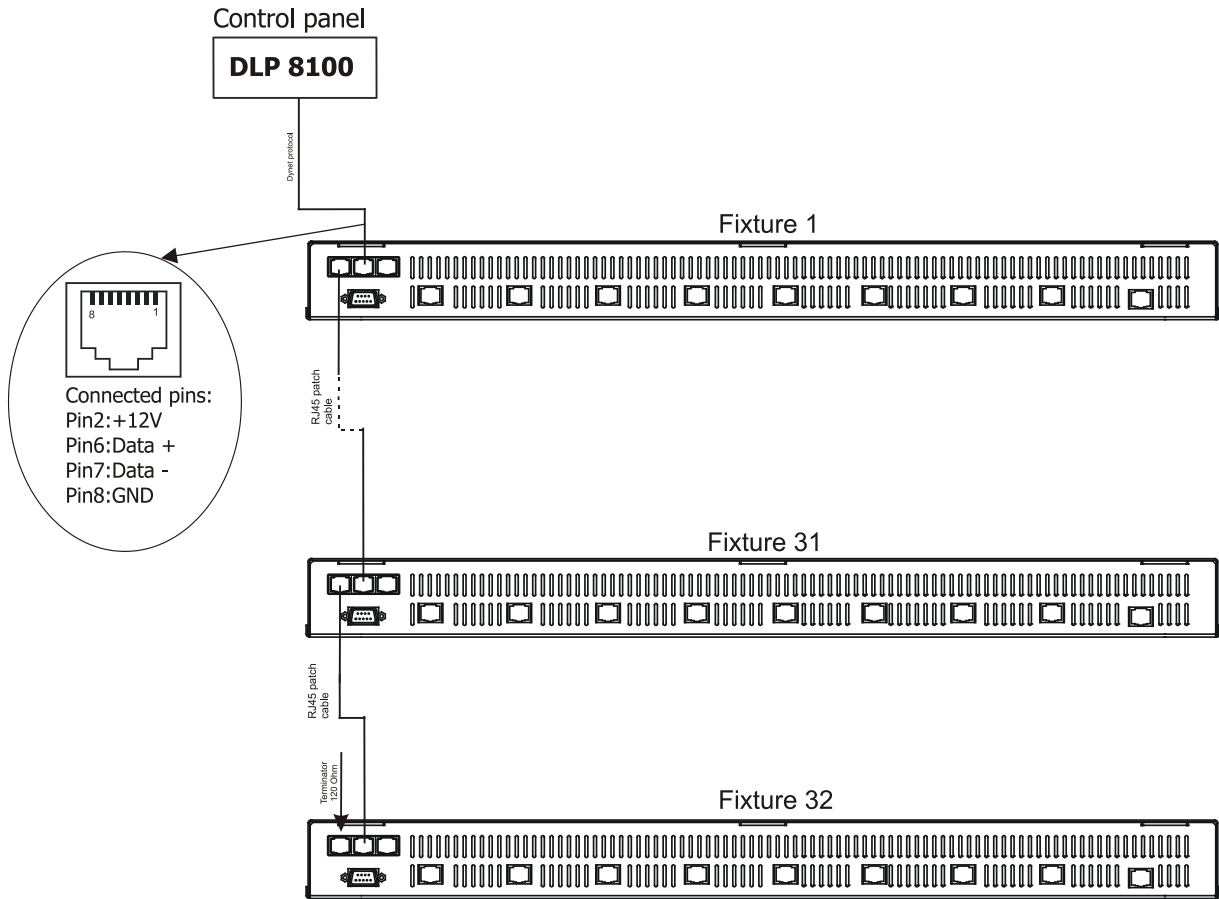 Control panel
DLP 8100
Dynet protocol
Fixture 1
8 1
Connected pins:
Pin2:+12V
Pin6:Data +
Pin7:Data -
Pin8:GND
RJ45 patch
cable
Fixture 31
RJ45 patch
cable
Terminator
120 Ohm
Fixture 32